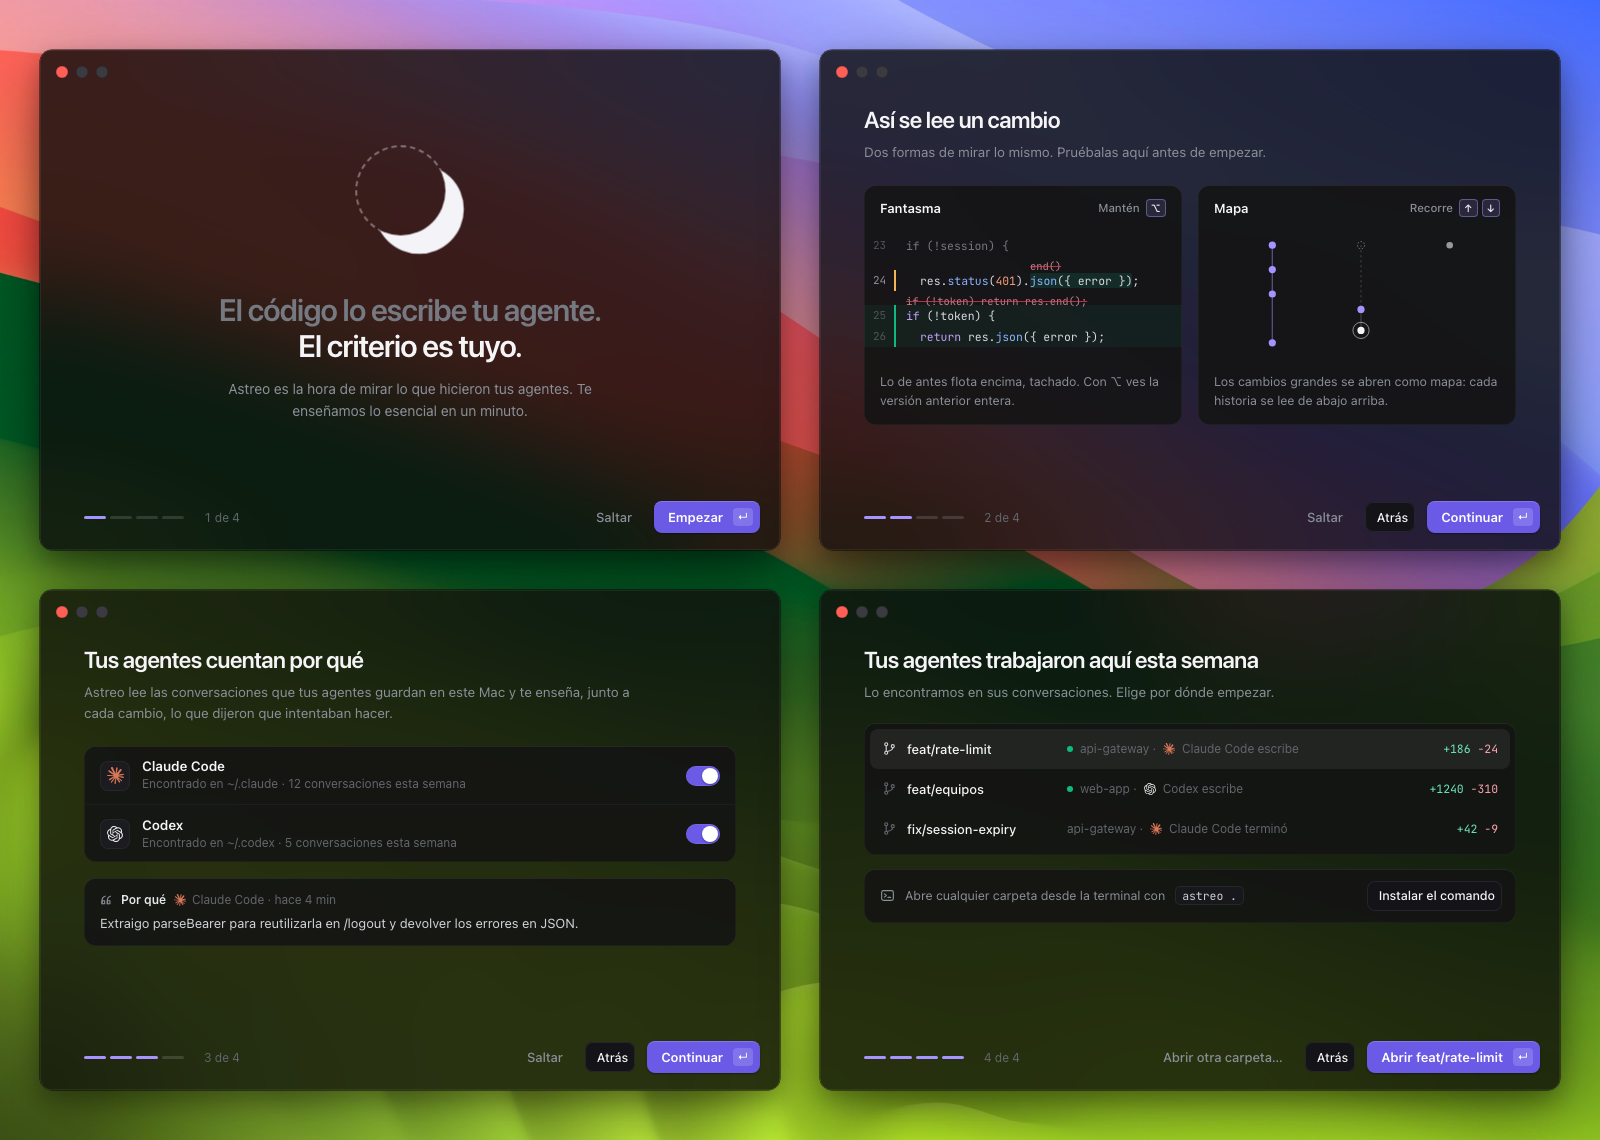 El código lo escribe tu agente.
El criterio es tuyo.
Astreo es la hora de mirar lo que hicieron tus agentes. Te
enseñamos lo esencial en un minuto.
1 de 4
Saltar
Empezar
Así se lee un cambio
Dos formas de mirar lo mismo. Pruébalas aquí antes de empezar.
Fantasma
Mantén ⌥
23 if (!session) {
end()
24 res.status(401).json({ error });
if (!token) return res.end();
25 if (!token) {
26 return res.json({ error });
Lo de antes flota encima, tachado. Con ⌥ ves la
versión anterior entera.
Mapa
Recorre ↑ ↓
Los cambios grandes se abren como mapa: cada
historia se lee de abajo arriba.
2 de 4
Saltar
Atrás
Continuar
Tus agentes cuentan por qué
Astreo lee las conversaciones que tus agentes guardan en este Mac y te enseña, junto a
cada cambio, lo que dijeron que intentaban hacer.
Claude Code
Encontrado en ~/.claude · 12 conversaciones esta semana
Codex
Encontrado en ~/.codex · 5 conversaciones esta semana
Por qué Claude Code · hace 4 min
Extraigo parseBearer para reutilizarla en /logout y devolver los errores en JSON.
3 de 4
Saltar
Atrás
Continuar
Tus agentes trabajaron aquí esta semana
Lo encontramos en sus conversaciones. Elige por dónde empezar.
feat/rate-limit api-gateway · Claude Code escribe +186 -24
feat/equipos web-app · Codex escribe +1240 -310
fix/session-expiry api-gateway · Claude Code terminó +42 -9
Abre cualquier carpeta desde la terminal con astreo .
Instalar el comando
4 de 4
Abrir otra carpeta...
Atrás
Abrir feat/rate-limit